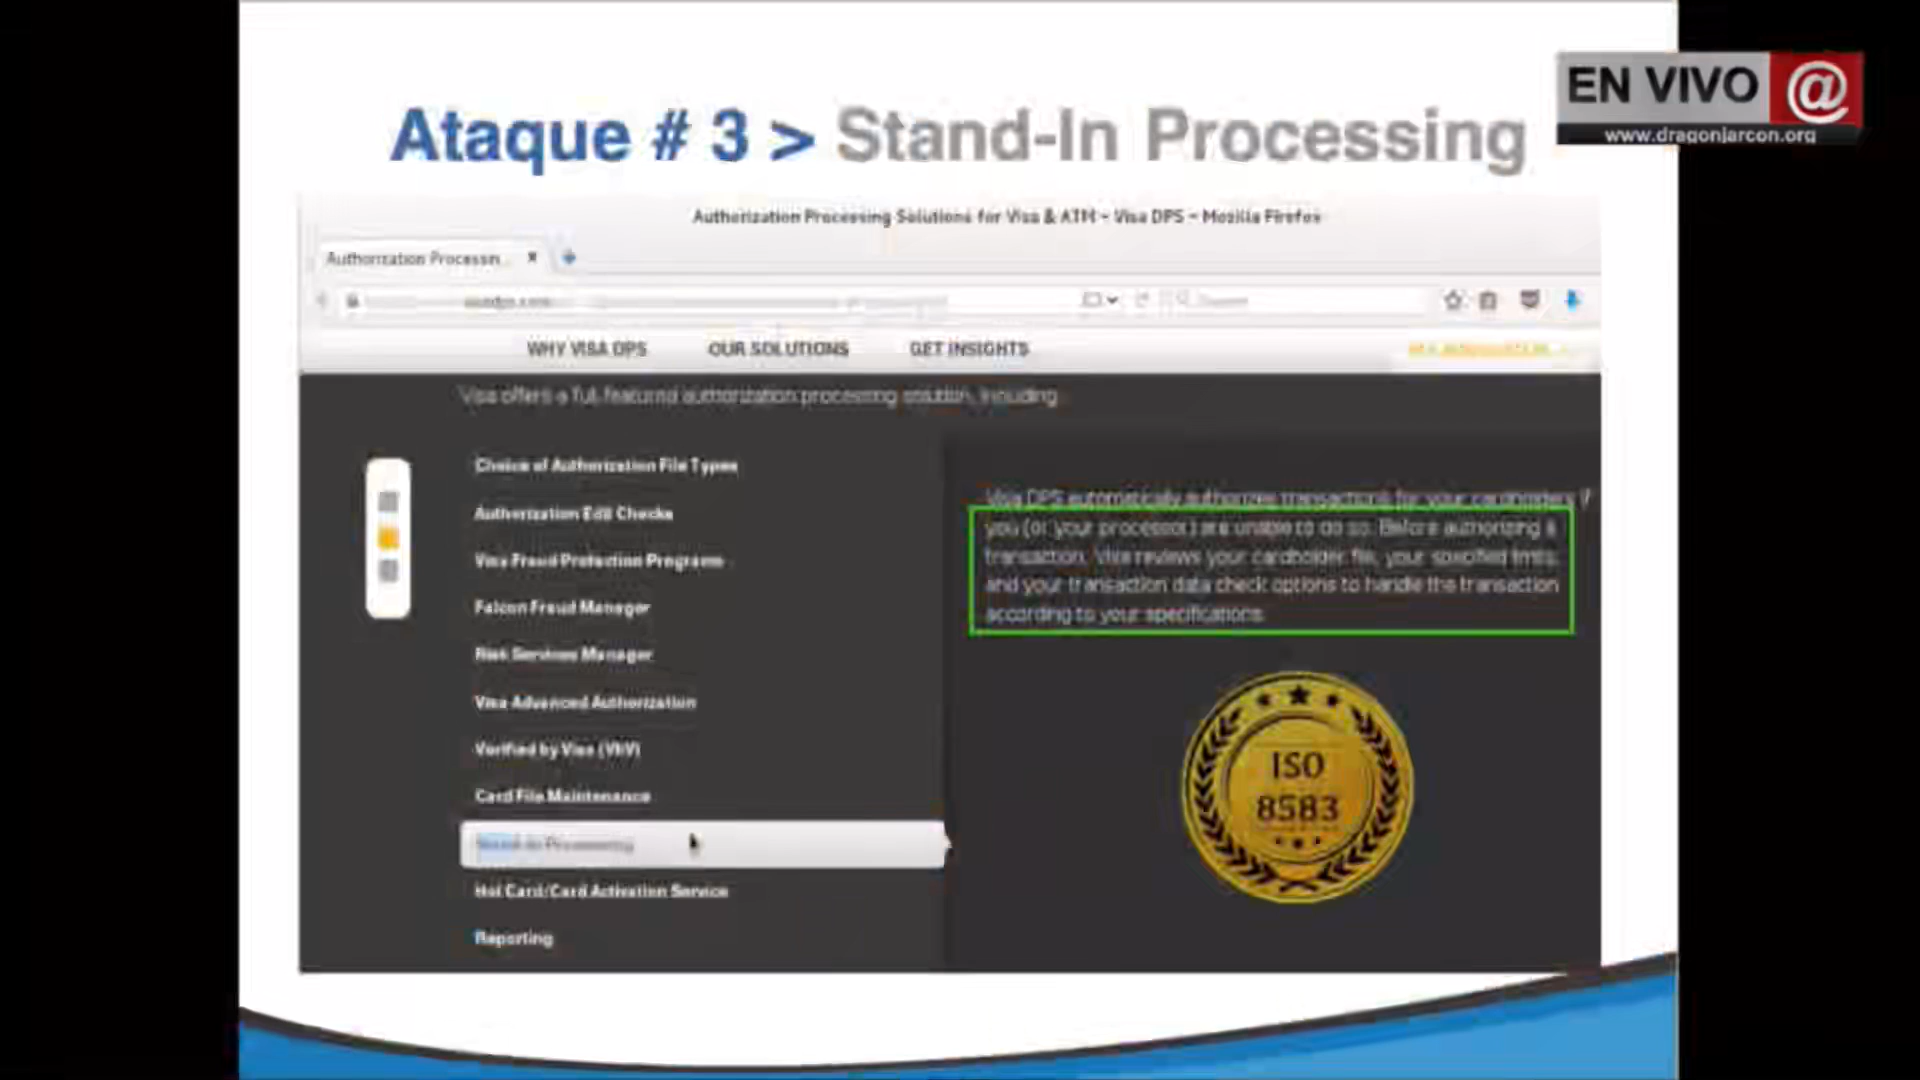 EN VIVO @
www.dragonjarcon.org
Ataque # 3 > Stand-In Processing
Authorization Processing Solutions for Visa & ATM - Visa DPS - Mozilla Firefox
Authorization Processin
WHY VISA DPS OUR SOLUTIONS GET INSIGHTS
Visa offers a full featured authorization processing solution, including
Choice of Authorization File Types
Authorization Edit Checks
Visa Fraud Protection Programs
Falcon Fraud Manager
Risk Services Manager
Visa Advanced Authorization
Verified by Visa (VbV)
Card File Maintenance
Stand-In Processing
Hot Card/Card Activation Service
Reporting
Visa DPS automatically authorizes transactions for your cardholders if
you (or your processor) are unable to do so. Before authorizing a
transaction, Visa reviews your cardholder file, your specified limits,
and your transaction data check options to handle the transaction
according to your specifications.
ISO
8583